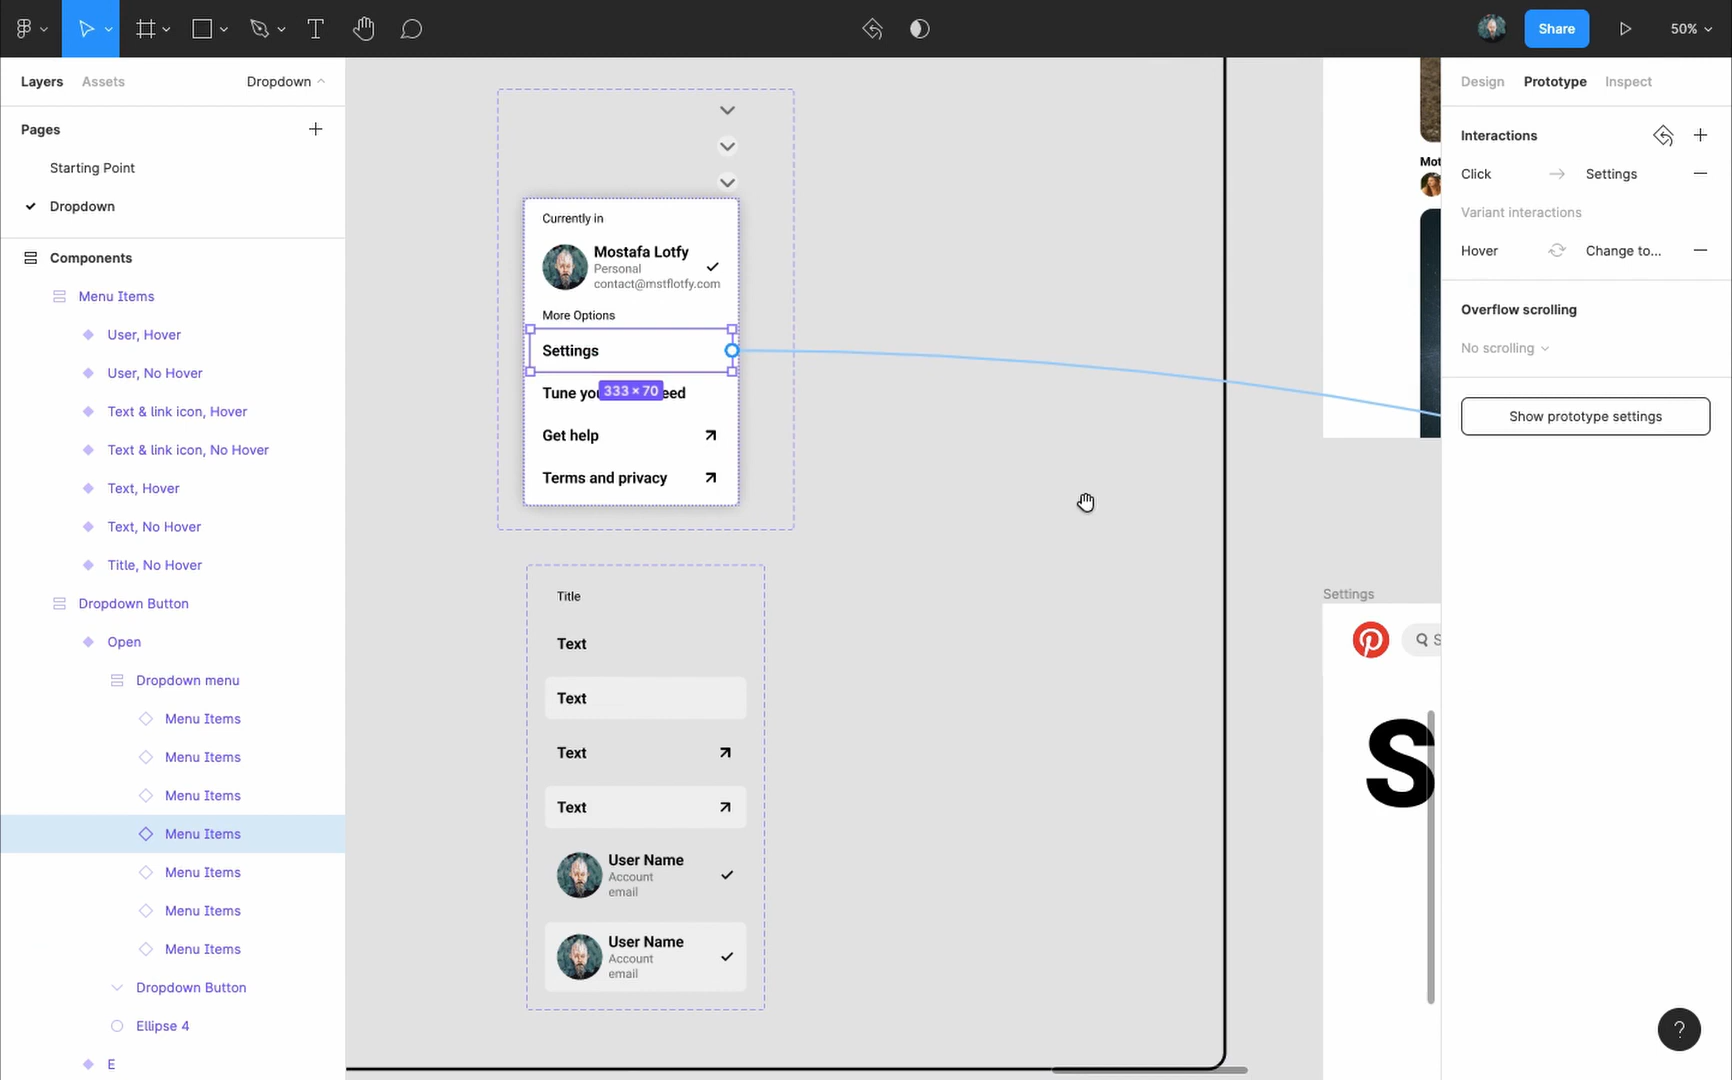 Share
50%
Layers
Assets
Dropdown
Pages
Starting Point
Dropdown
Components
Menu Items
User, Hover
User, No Hover
Text & link icon, Hover
Text & link icon, No Hover
Text, Hover
Text, No Hover
Title, No Hover
Dropdown Button
Open
Dropdown menu
Menu Items
Menu Items
Menu Items
Menu Items
Menu Items
Menu Items
Menu Items
Dropdown Button
Ellipse 4
E
Currently in
Mostafa Lotfy
Personal
contact@mstflotfy.com
More Options
Settings
333 × 70
Get help
Terms and privacy
Title
Text
Text
Text
Text
User Name
Account
email
User Name
Account
email
Settings
S
S
Design
Prototype
Inspect
Interactions
Click
Settings
Variant interactions
Hover
Change to...
Overflow scrolling
No scrolling
Show prototype settings
?